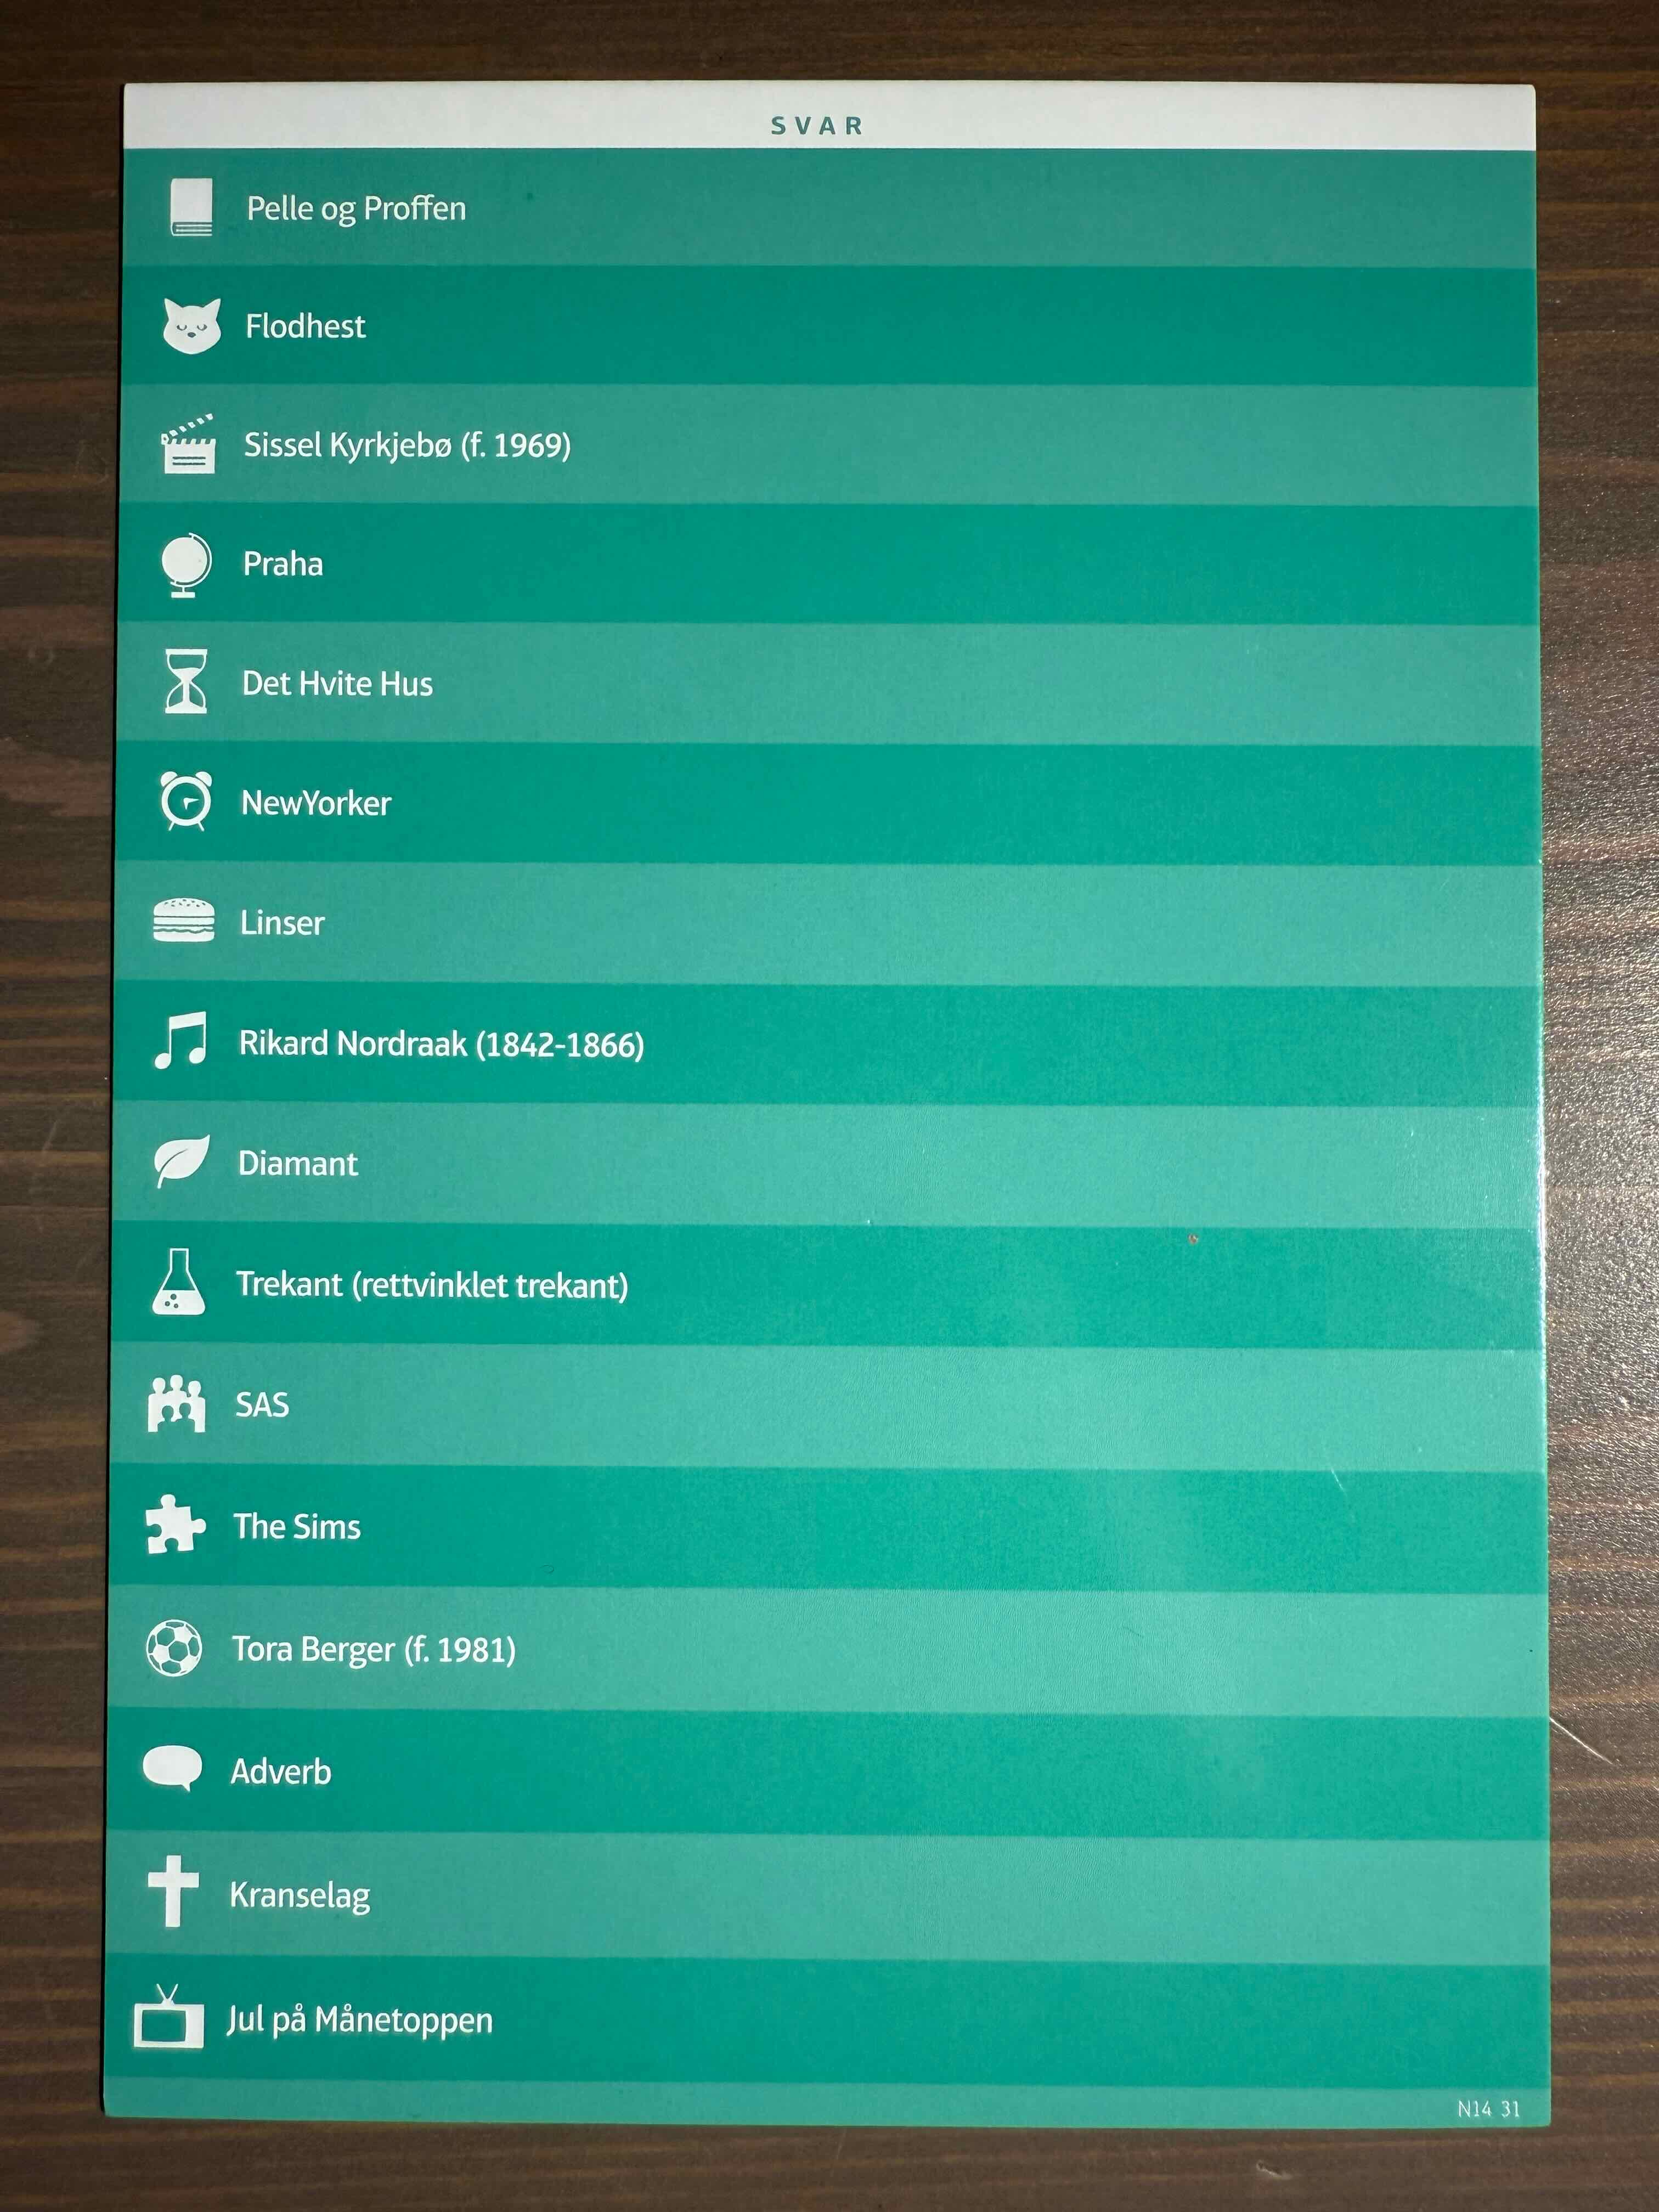 SVAR
Pelle og Proffen
Flodhest
Sissel Kyrkjebø (f. 1969)
Praha
Det Hvite Hus
NewYorker
Linser
Rikard Nordraak (1842-1866)
Diamant
Trekant (rettvinklet trekant)
SAS
The Sims
Tora Berger (f. 1981)
Adverb
Kranselag
Jul på Månetoppen
N14 31